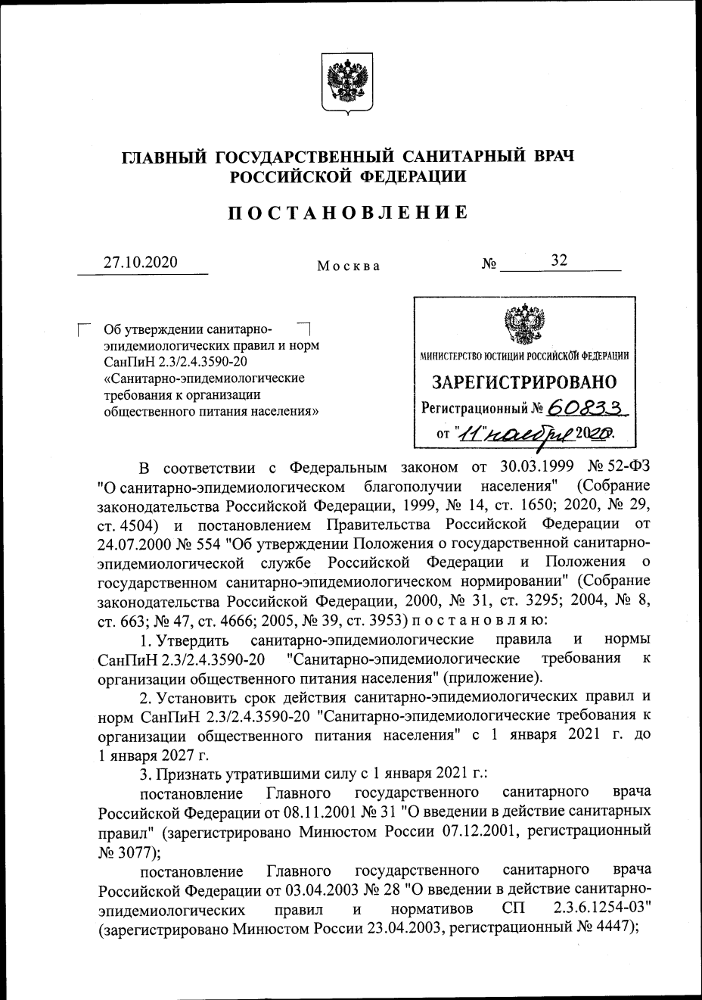 ГЛАВНЫЙ ГОСУДАРСТВЕННЫЙ САНИТАРНЫЙ ВРАЧ
РОССИЙСКОЙ ФЕДЕРАЦИИ
ПОСТАНОВЛЕНИЕ
27.10.2020 Москва № 32
Об утверждении санитарно-
эпидемиологических правил и норм
СанПиН 2.3/2.4.3590-20
«Санитарно-эпидемиологические
требования к организации
общественного питания населения»
МИНИСТЕРСТВО ЮСТИЦИИ РОССИЙСКОЙ ФЕДЕРАЦИИ
ЗАРЕГИСТРИРОВАНО
Регистрационный № 60833
от "11" ноября 2020.
В соответствии с Федеральным законом от 30.03.1999 № 52-ФЗ
"О санитарно-эпидемиологическом благополучии населения" (Собрание
законодательства Российской Федерации, 1999, № 14, ст. 1650; 2020, № 29,
ст. 4504) и постановлением Правительства Российской Федерации от
24.07.2000 № 554 "Об утверждении Положения о государственной санитарно-
эпидемиологической службе Российской Федерации и Положения о
государственном санитарно-эпидемиологическом нормировании" (Собрание
законодательства Российской Федерации, 2000, № 31, ст. 3295; 2004, № 8,
ст. 663; № 47, ст. 4666; 2005, № 39, ст. 3953) п о с т а н о в л я ю:
1. Утвердить санитарно-эпидемиологические правила и нормы
СанПиН 2.3/2.4.3590-20 "Санитарно-эпидемиологические требования к
организации общественного питания населения" (приложение).
2. Установить срок действия санитарно-эпидемиологических правил и
норм СанПиН 2.3/2.4.3590-20 "Санитарно-эпидемиологические требования к
организации общественного питания населения" с 1 января 2021 г. до
1 января 2027 г.
3. Признать утратившими силу с 1 января 2021 г.:
постановление Главного государственного санитарного врача
Российской Федерации от 08.11.2001 № 31 "О введении в действие санитарных
правил" (зарегистрировано Минюстом России 07.12.2001, регистрационный
№ 3077);
постановление Главного государственного санитарного врача
Российской Федерации от 03.04.2003 № 28 "О введении в действие санитарно-
эпидемиологических правил и нормативов СП 2.3.6.1254-03"
(зарегистрировано Минюстом России 23.04.2003, регистрационный № 4447);